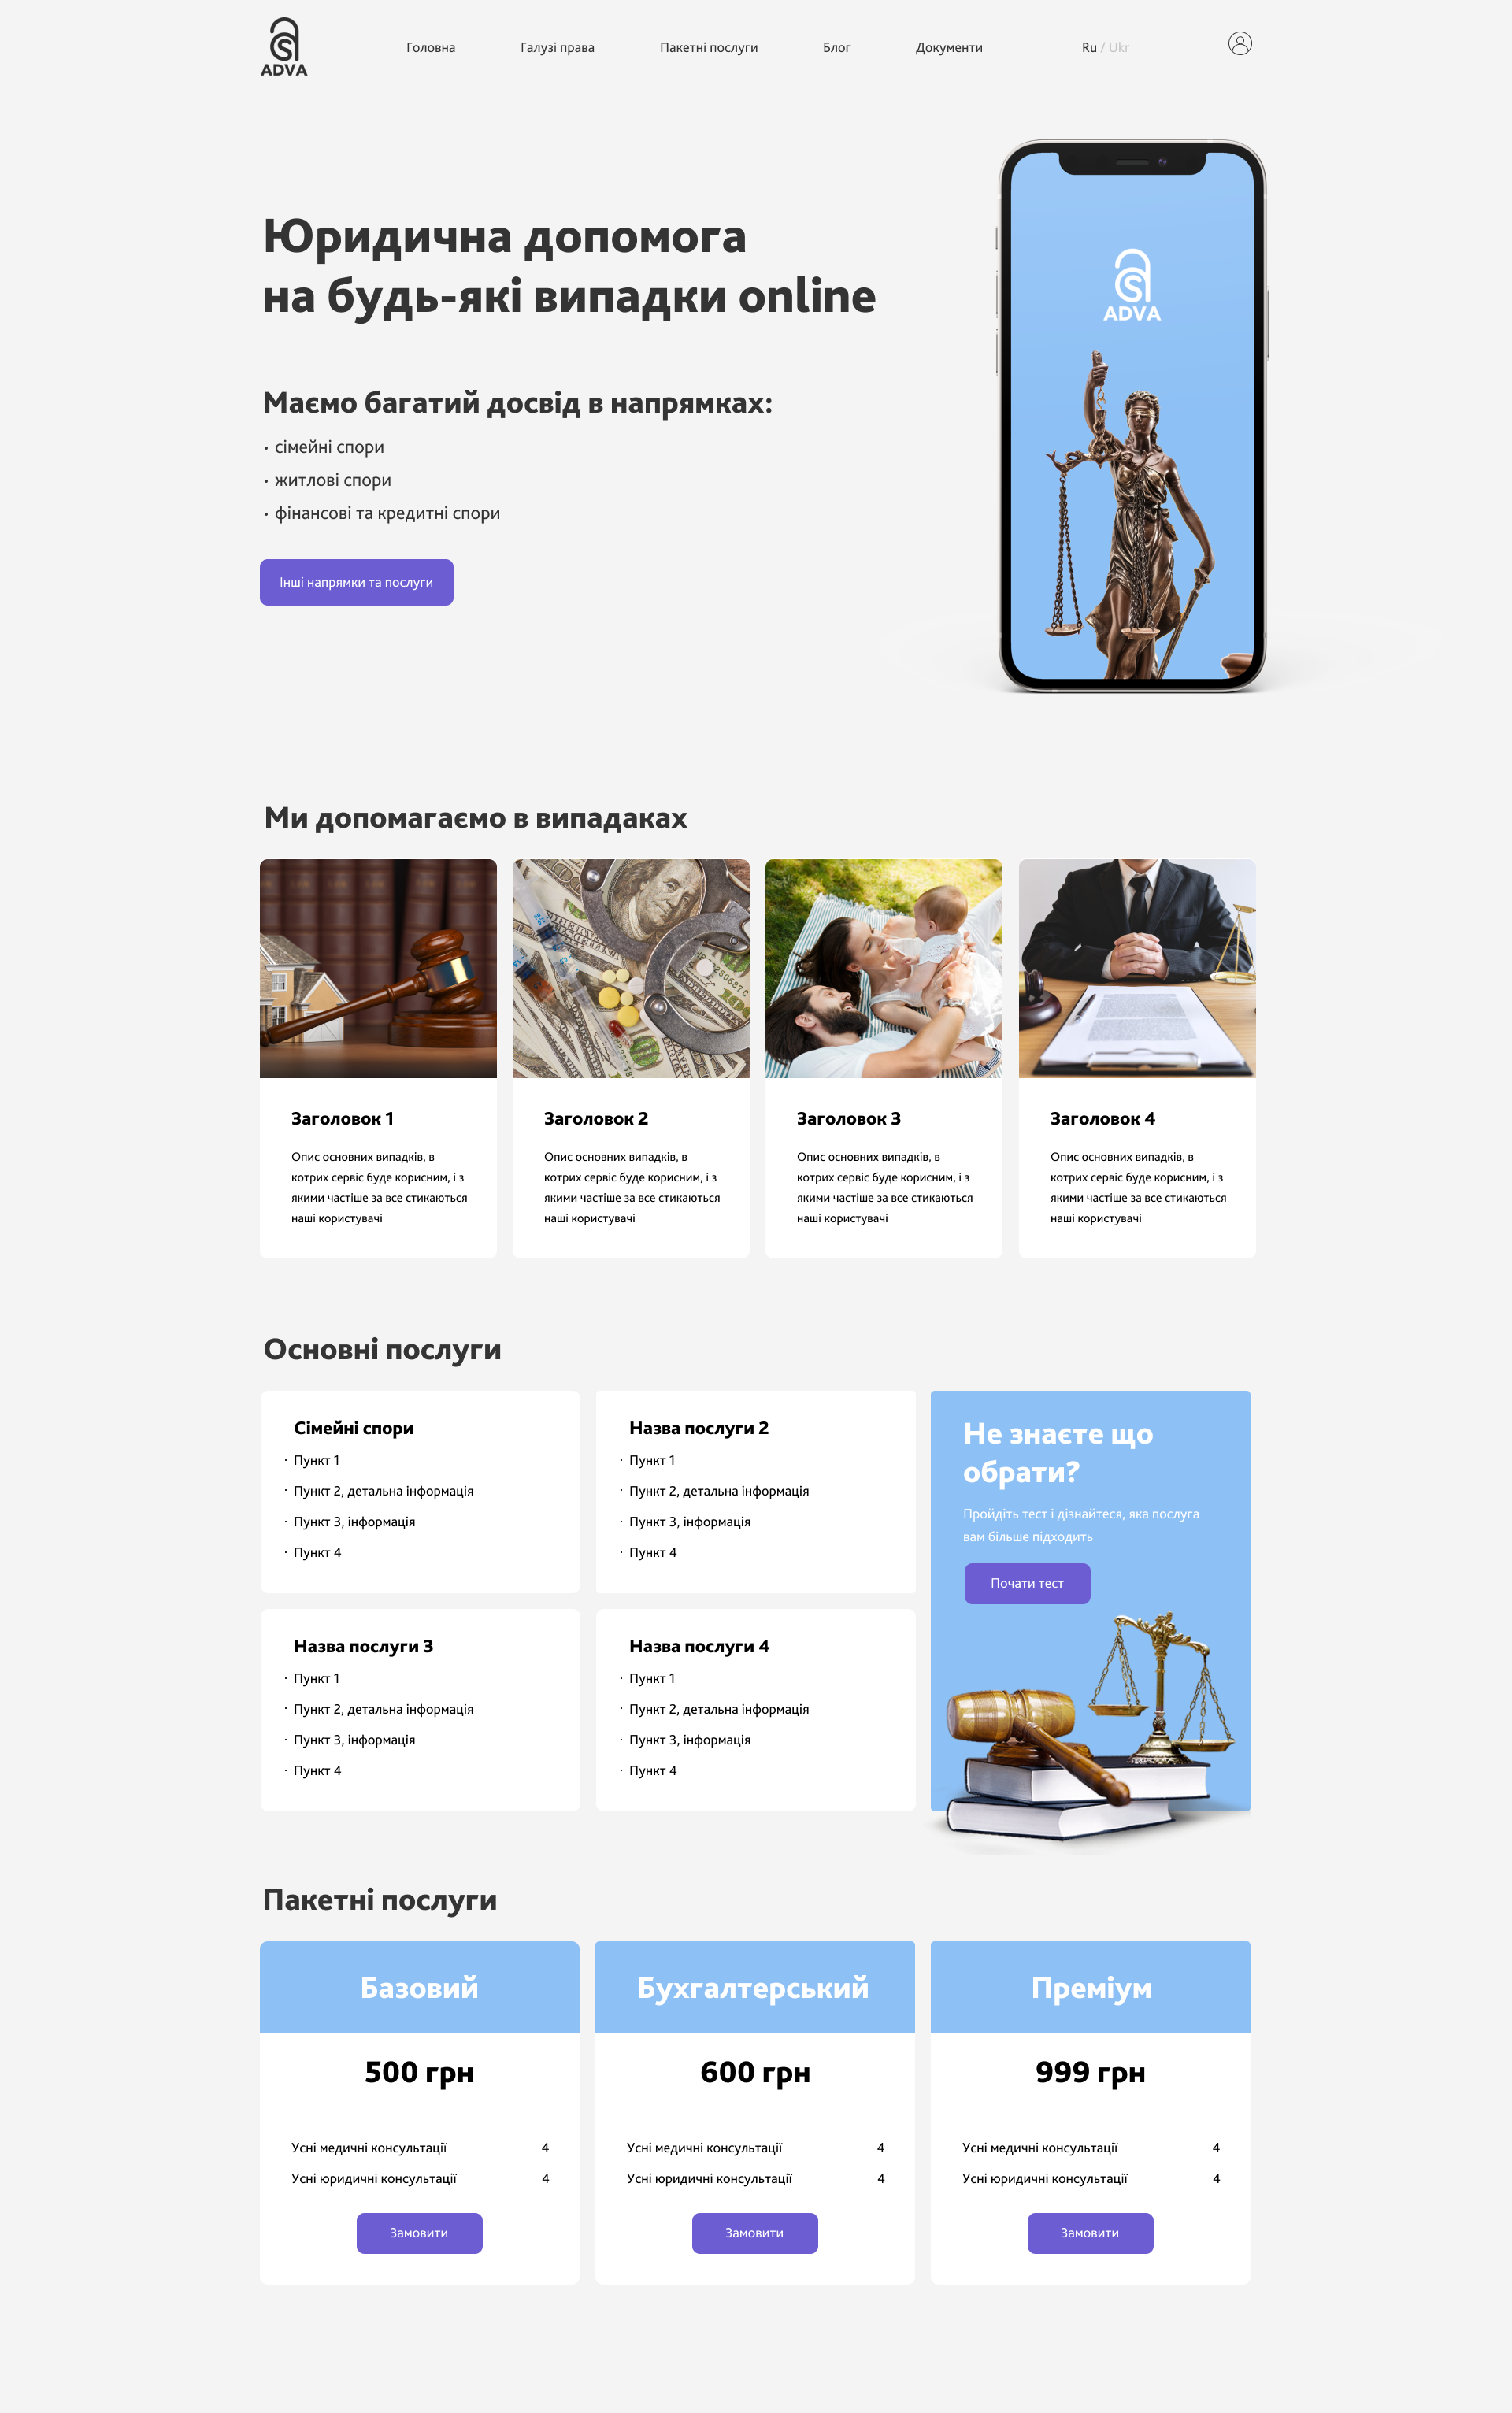 ADVA
Головна
Галузі права
Пакетні послуги
Блог
Документи
Ru / Ukr
Юридична допомога
на будь-які випадки online
Маємо багатий досвід в напрямках:
• сімейні спори
• житлові спори
• фінансові та кредитні спори
Інші напрямки та послуги
ADVA
Ми допомагаємо в випадаках
Заголовок 1
Опис основних випадків, в
котрих сервіс буде корисним, і з
якими частіше за все стикаються
наші користувачі
Заголовок 2
Опис основних випадків, в
котрих сервіс буде корисним, і з
якими частіше за все стикаються
наші користувачі
Заголовок 3
Опис основних випадків, в
котрих сервіс буде корисним, і з
якими частіше за все стикаються
наші користувачі
Заголовок 4
Опис основних випадків, в
котрих сервіс буде корисним, і з
якими частіше за все стикаються
наші користувачі
Основні послуги
Сімейні спори
· Пункт 1
· Пункт 2, детальна інформація
· Пункт 3, інформація
· Пункт 4
Назва послуги 2
· Пункт 1
· Пункт 2, детальна інформація
· Пункт 3, інформація
· Пункт 4
Не знаєте що
обрати?
Пройдіть тест і дізнайтеся, яка послуга
вам більше підходить
Почати тест
Назва послуги 3
· Пункт 1
· Пункт 2, детальна інформація
· Пункт 3, інформація
· Пункт 4
Назва послуги 4
· Пункт 1
· Пункт 2, детальна інформація
· Пункт 3, інформація
· Пункт 4
Пакетні послуги
Базовий
500 грн
Усні медичні консультації 4
Усні юридичні консультації 4
Замовити
Бухгалтерський
600 грн
Усні медичні консультації 4
Усні юридичні консультації 4
Замовити
Преміум
999 грн
Усні медичні консультації 4
Усні юридичні консультації 4
Замовити